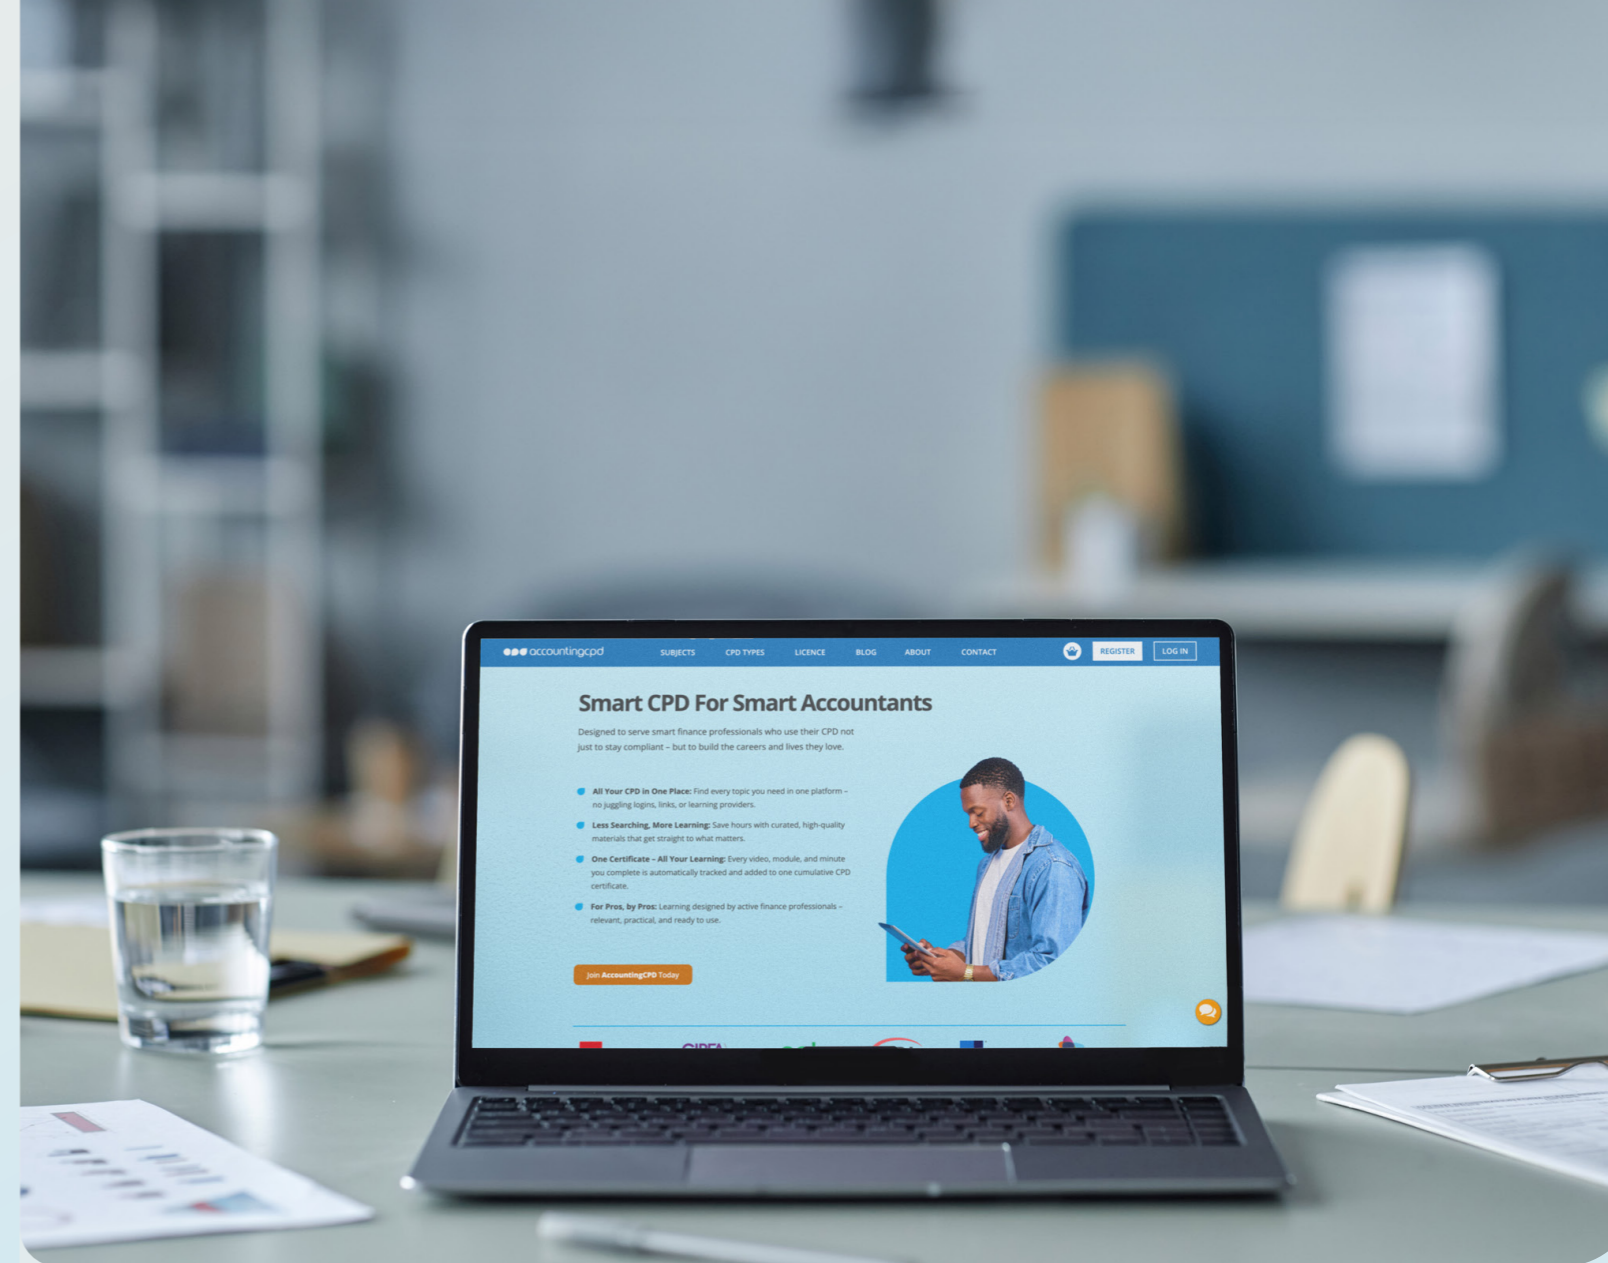 accountingcpd
SUBJECTS
CPD TYPES
LICENCE
BLOG
ABOUT
CONTACT
REGISTER
LOG IN
Smart CPD For Smart Accountants
Designed to serve smart finance professionals who use their CPD not
just to stay compliant – but to build the careers and lives they love.
All Your CPD in One Place: Find every topic you need in one platform –
no juggling logins, links, or learning providers.
Less Searching, More Learning: Save hours with curated, high-quality
materials that get straight to what matters.
One Certificate – All Your Learning: Every video, module, and minute
you complete is automatically tracked and added to one cumulative CPD
certificate.
For Pros, by Pros: Learning designed by active finance professionals –
relevant, practical, and ready to use.
Join AccountingCPD Today